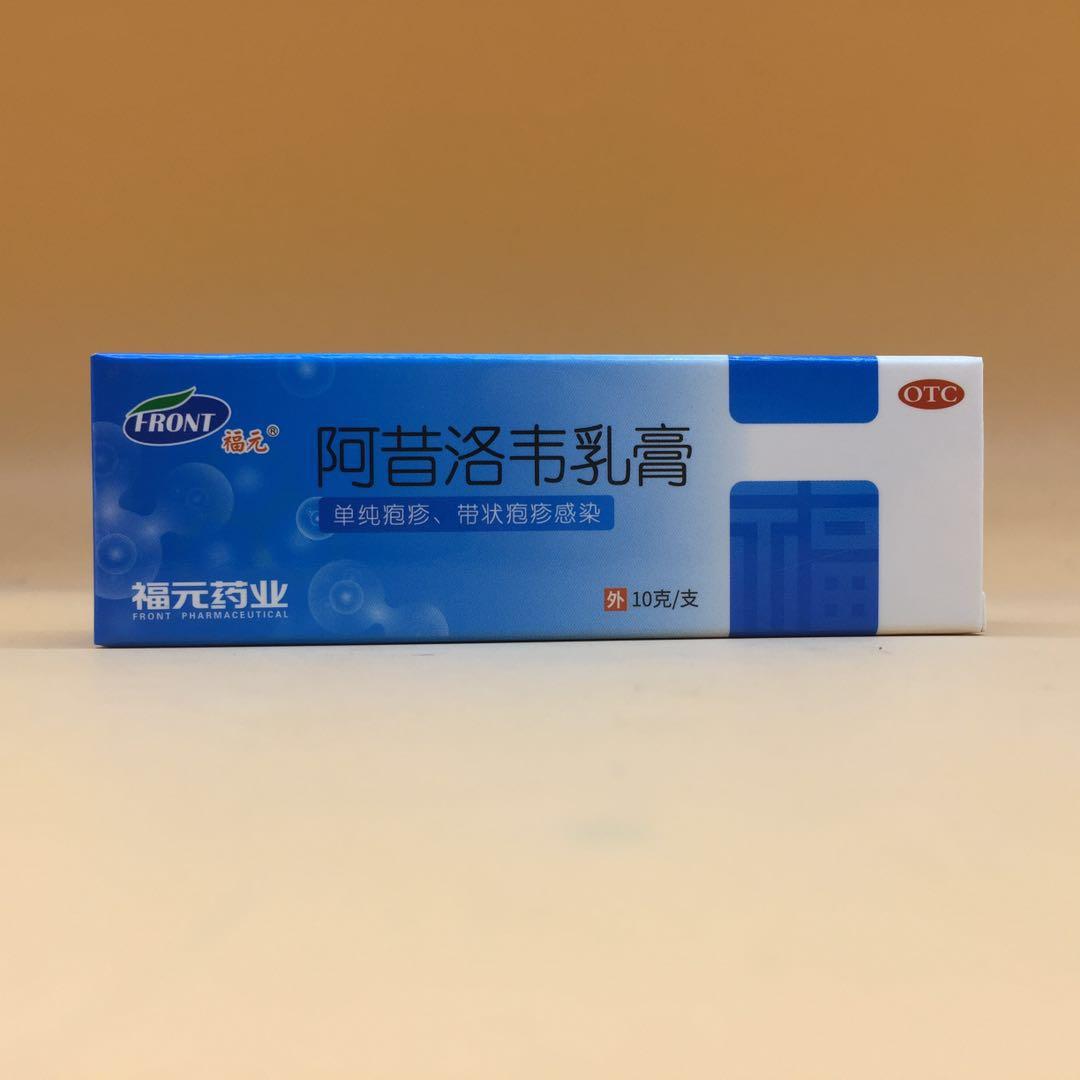 FRONT
福元®
阿昔洛韦乳膏
单纯疱疹、带状疱疹感染
福元药业
FRONT PHARMACEUTICAL
外 10克/支
OTC
福